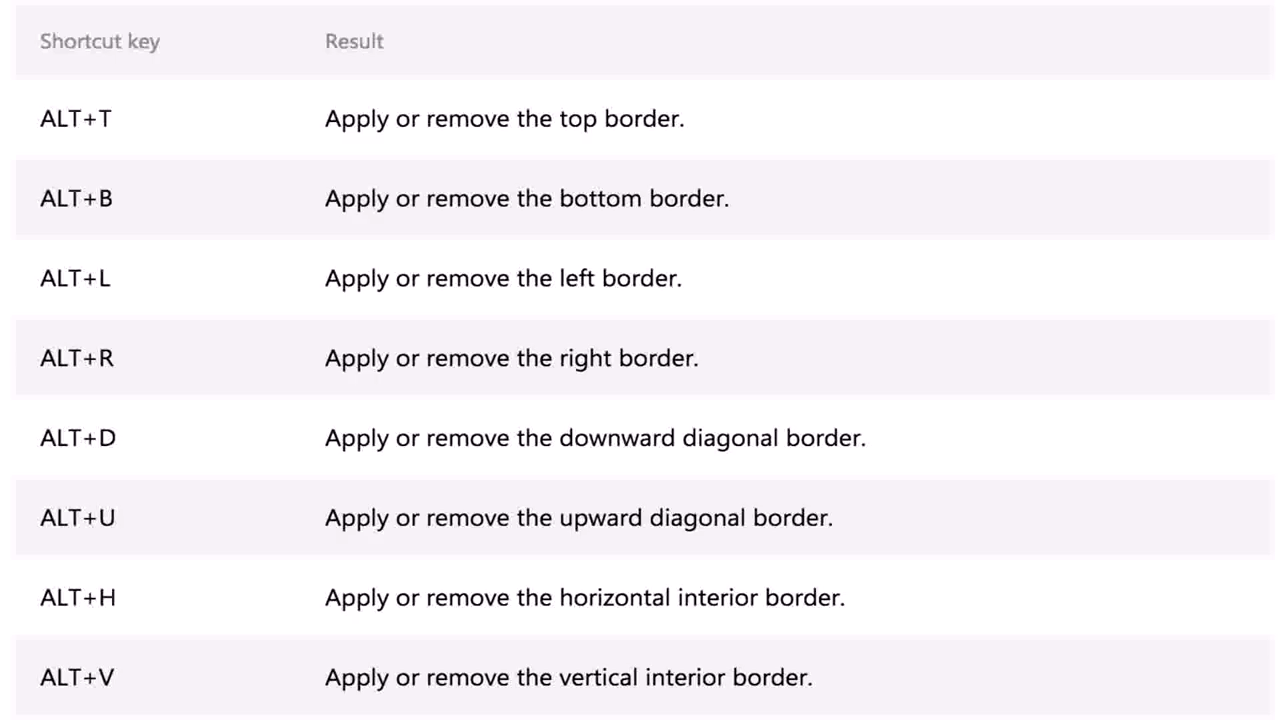 Shortcut key Result
ALT+T Apply or remove the top border.
ALT+B Apply or remove the bottom border.
ALT+L Apply or remove the left border.
ALT+R Apply or remove the right border.
ALT+D Apply or remove the downward diagonal border.
ALT+U Apply or remove the upward diagonal border.
ALT+H Apply or remove the horizontal interior border.
ALT+V Apply or remove the vertical interior border.